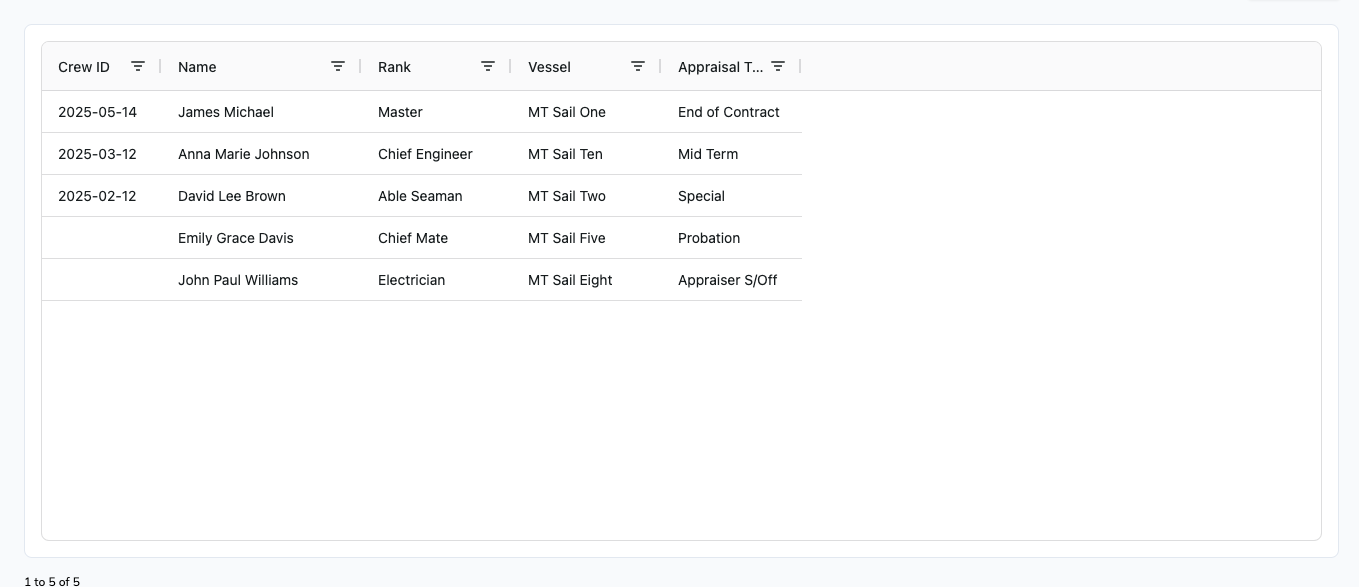 Crew ID Name Rank Vessel Appraisal T...
2025-05-14 James Michael Master MT Sail One End of Contract
2025-03-12 Anna Marie Johnson Chief Engineer MT Sail Ten Mid Term
2025-02-12 David Lee Brown Able Seaman MT Sail Two Special
Emily Grace Davis Chief Mate MT Sail Five Probation
John Paul Williams Electrician MT Sail Eight Appraiser S/Off
1 to 5 of 5